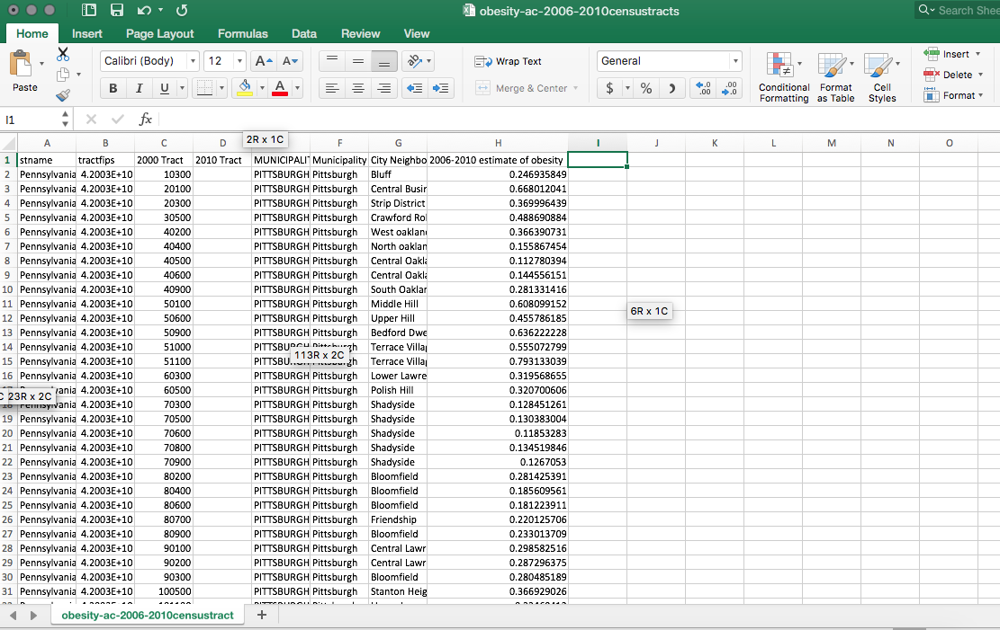 obesity-ac-2006-2010censustracts
Search Shee
Home Insert Page Layout Formulas Data Review View
Paste
Calibri (Body) 12 A A
B I U A
Wrap Text
Merge & Center
General
$ % ) .00 .0 .00 .0
Conditional Formatting
Format as Table
Cell Styles
Insert
Delete
Format
I1 fx
2R x 1C
A B C D F G H I J K L M N O
1 stname tractfips 2000 Tract 2010 Tract MUNICIPALI Municipality City Neighbo 2006-2010 estimate of obesity
2 Pennsylvania 4.2003E+10 10300 PITTSBURGH Pittsburgh Bluff 0.246935849
3 Pennsylvania 4.2003E+10 20100 PITTSBURGH Pittsburgh Central Busir 0.668012041
4 Pennsylvania 4.2003E+10 20300 PITTSBURGH Pittsburgh Strip District 0.369996439
5 Pennsylvania 4.2003E+10 30500 PITTSBURGH Pittsburgh Crawford Ro 0.488690884
6 Pennsylvania 4.2003E+10 40200 PITTSBURGH Pittsburgh West oaklan 0.366390731
7 Pennsylvania 4.2003E+10 40400 PITTSBURGH Pittsburgh North oaklan 0.155867454
8 Pennsylvania 4.2003E+10 40500 PITTSBURGH Pittsburgh Central Oakla 0.112780394
9 Pennsylvania 4.2003E+10 40600 PITTSBURGH Pittsburgh Central Oakla 0.144556151
10 Pennsylvania 4.2003E+10 40900 PITTSBURGH Pittsburgh South Oaklar 0.281331416
11 Pennsylvania 4.2003E+10 50100 PITTSBURGH Pittsburgh Middle Hill 0.608099152
6R x 1C
12 Pennsylvania 4.2003E+10 50600 PITTSBURGH Pittsburgh Upper Hill 0.455786185
13 Pennsylvania 4.2003E+10 50900 PITTSBURGH Pittsburgh Bedford Dwe 0.636222228
14 Pennsylvania 4.2003E+10 51000 Terrace Villa 0.555072799
113R x 2C
15 Pennsylvania 4.2003E+10 51100 Terrace Villa 0.793133039
16 Pennsylvania 4.2003E+10 60300 PITTSBURGH Pittsburgh Lower Lawre 0.319568655
4.2003E+10 60500 PITTSBURGH Pittsburgh Polish Hill 0.320700606
C 23R x 2C
18 4.2003E+10 70300 PITTSBURGH Pittsburgh Shadyside 0.128451261
19 Pennsylvania 4.2003E+10 70500 PITTSBURGH Pittsburgh Shadyside 0.130383004
20 Pennsylvania 4.2003E+10 70600 PITTSBURGH Pittsburgh Shadyside 0.11853283
21 Pennsylvania 4.2003E+10 70800 PITTSBURGH Pittsburgh Shadyside 0.134519846
22 Pennsylvania 4.2003E+10 70900 PITTSBURGH Pittsburgh Shadyside 0.1267053
23 Pennsylvania 4.2003E+10 80200 PITTSBURGH Pittsburgh Bloomfield 0.281425391
24 Pennsylvania 4.2003E+10 80400 PITTSBURGH Pittsburgh Bloomfield 0.185609561
25 Pennsylvania 4.2003E+10 80600 PITTSBURGH Pittsburgh Bloomfield 0.181223911
26 Pennsylvania 4.2003E+10 80700 PITTSBURGH Pittsburgh Friendship 0.220125706
27 Pennsylvania 4.2003E+10 80900 PITTSBURGH Pittsburgh Bloomfield 0.233013709
28 Pennsylvania 4.2003E+10 90100 PITTSBURGH Pittsburgh Central Lawr 0.298582516
29 Pennsylvania 4.2003E+10 90200 PITTSBURGH Pittsburgh Central Lawr 0.287296375
30 Pennsylvania 4.2003E+10 90300 PITTSBURGH Pittsburgh Bloomfield 0.280485189
31 Pennsylvania 4.2003E+10 100500 PITTSBURGH Pittsburgh Stanton Heig 0.366929026
obesity-ac-2006-2010censustract +